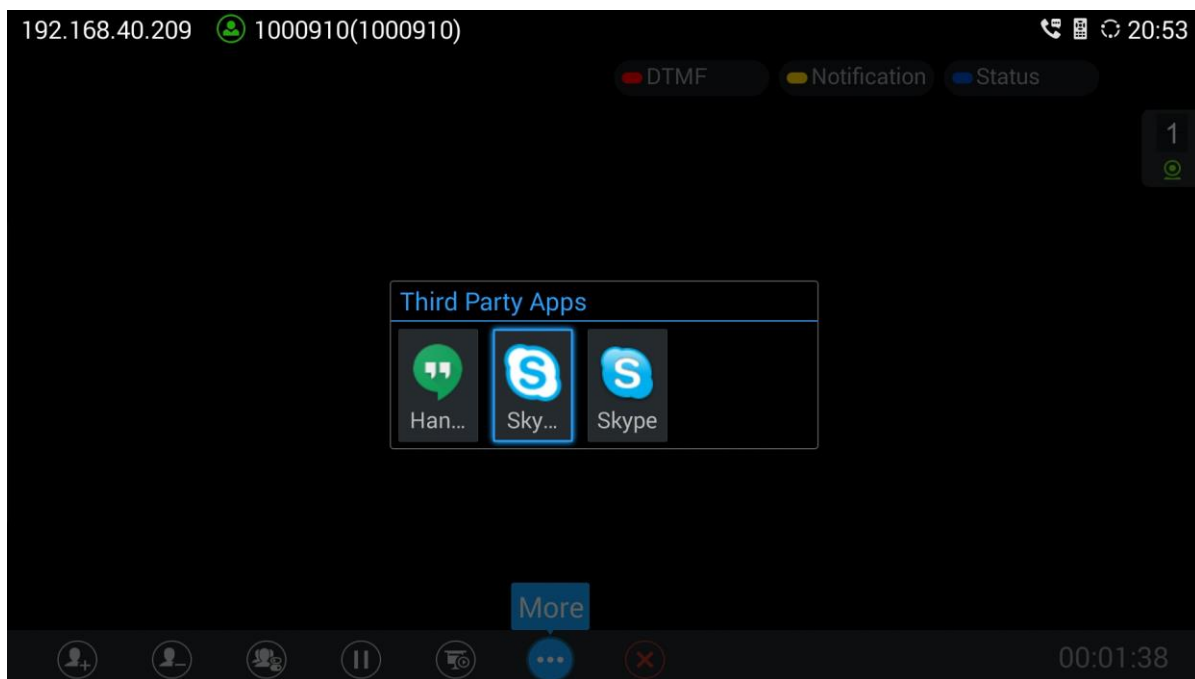 192.168.40.209 1000910(1000910) 20:53
DTMF Notification Status
1
Third Party Apps
Han... Sky... Skype
More
00:01:38